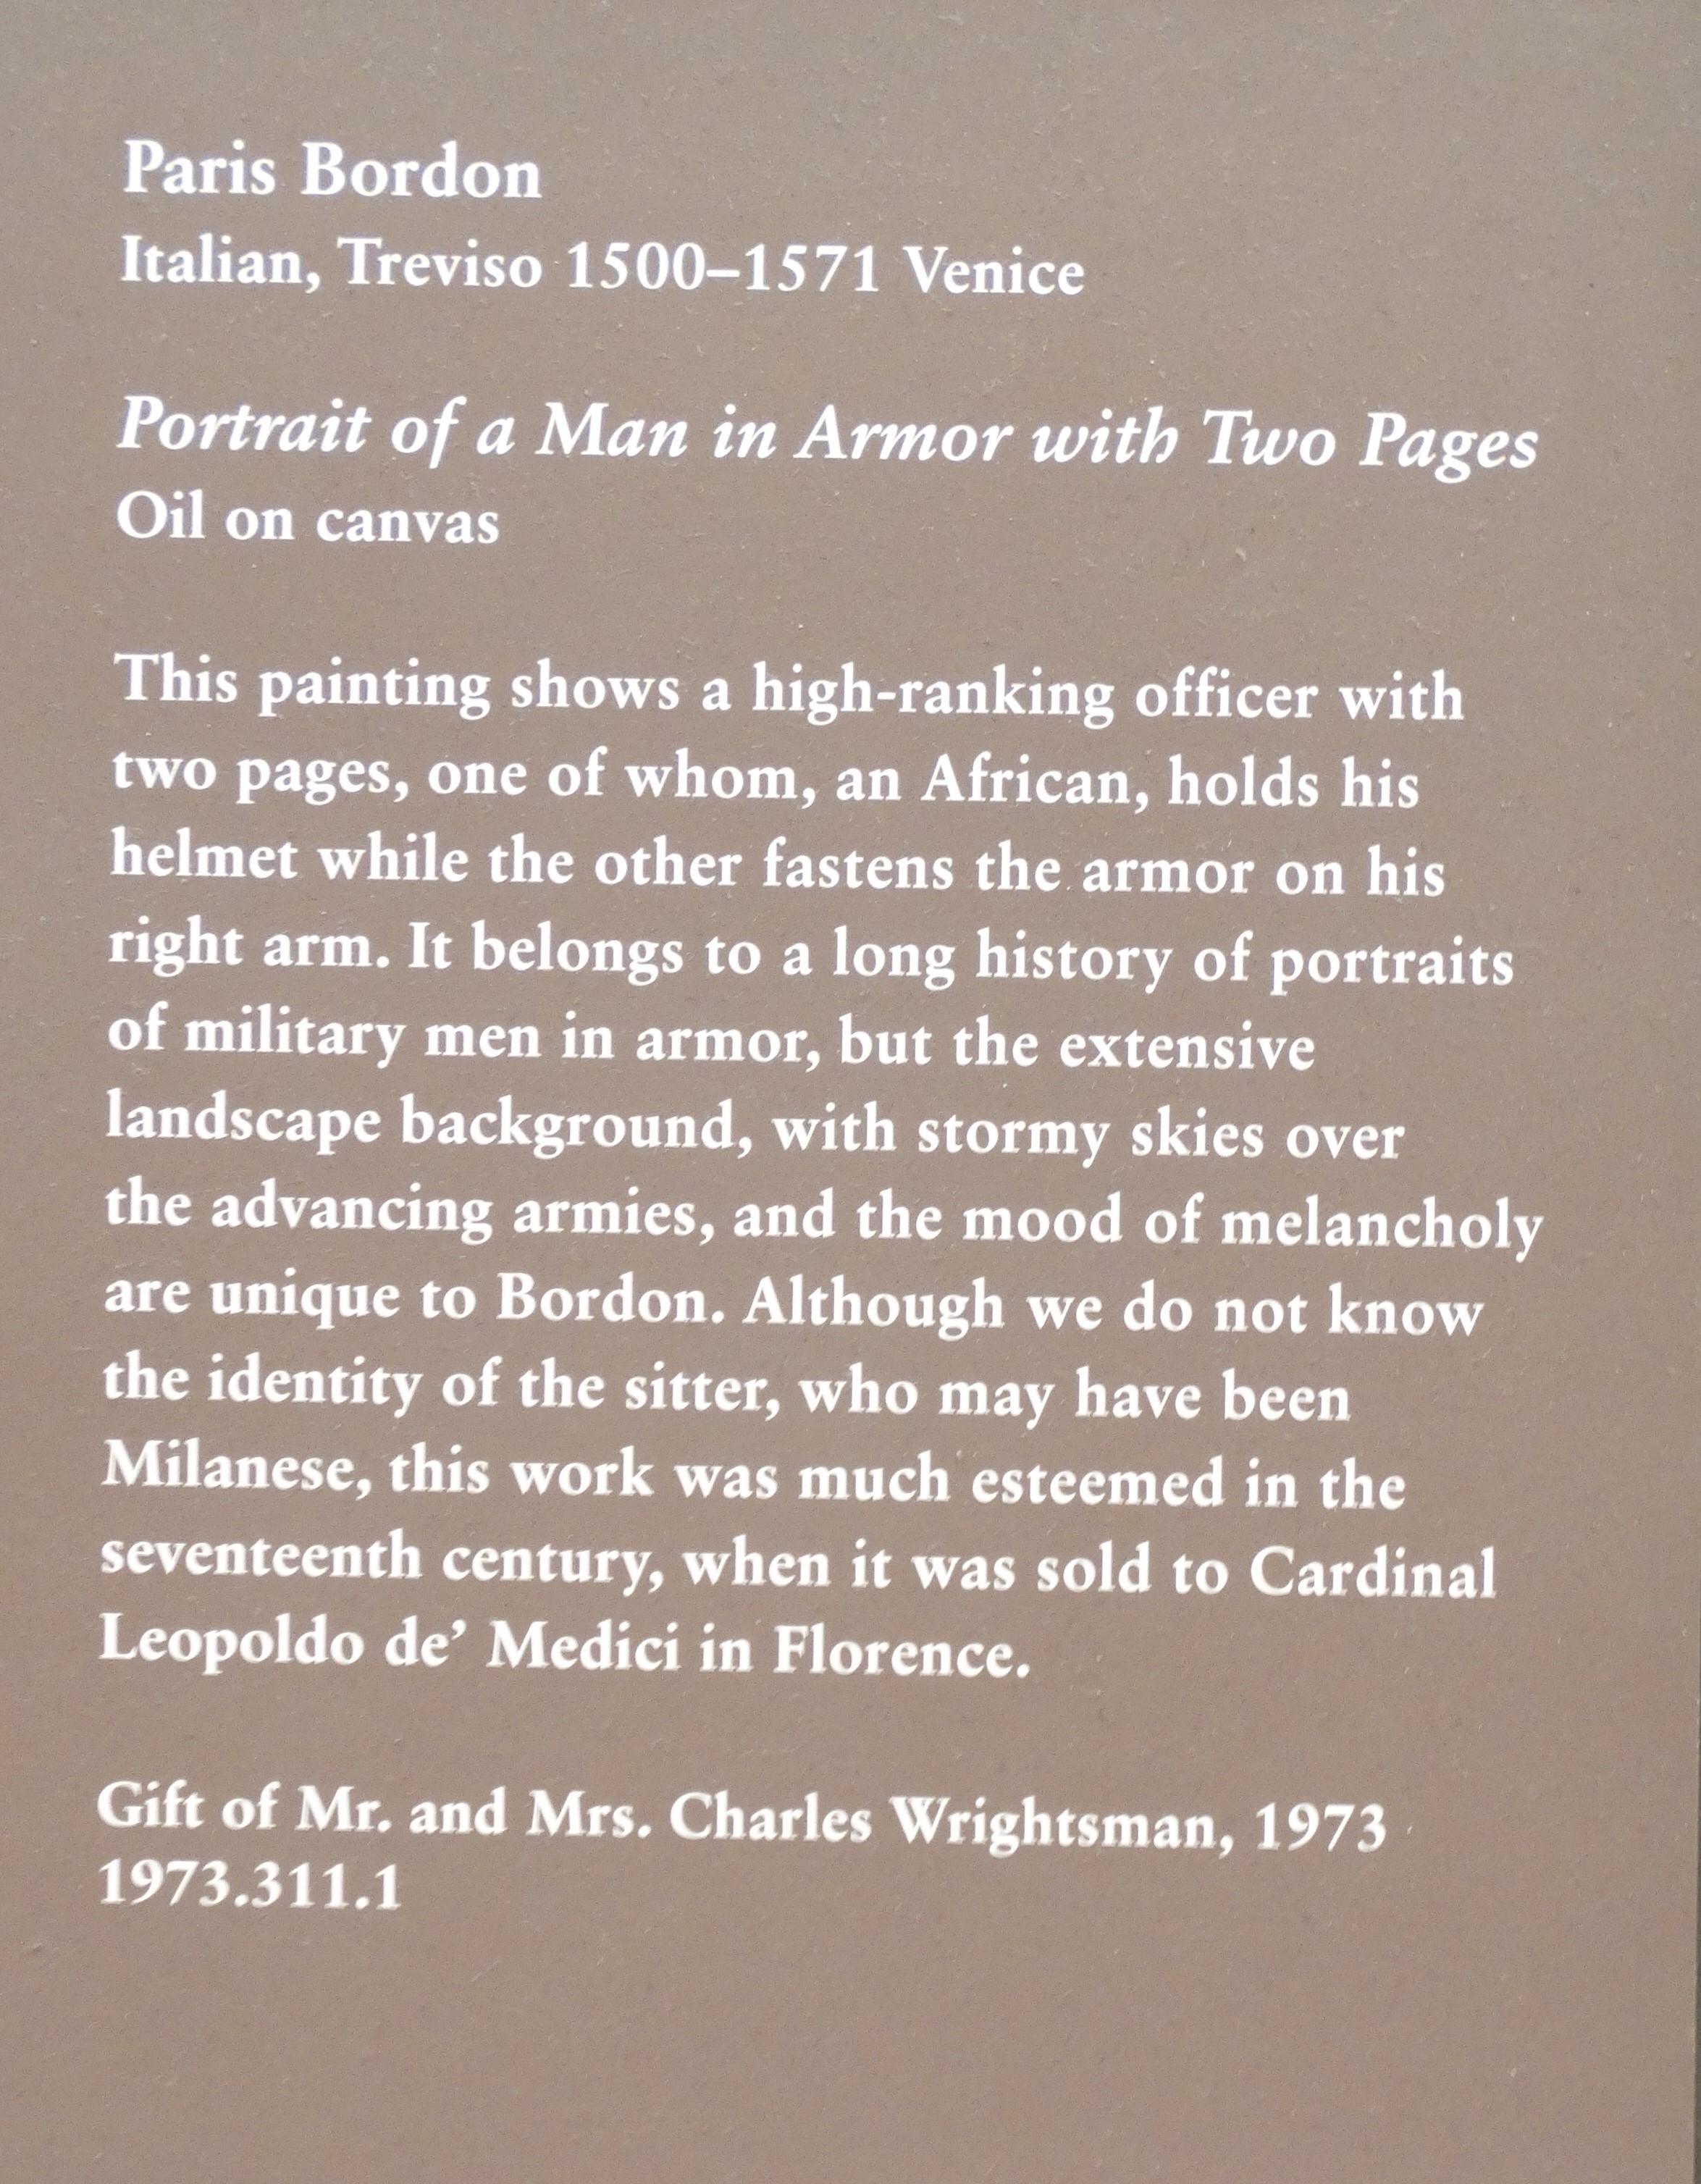 Paris Bordon
Italian, Treviso 1500–1571 Venice
Portrait of a Man in Armor with Two Pages
Oil on canvas
This painting shows a high-ranking officer with
two pages, one of whom, an African, holds his
helmet while the other fastens the armor on his
right arm. It belongs to a long history of portraits
of military men in armor, but the extensive
landscape background, with stormy skies over
the advancing armies, and the mood of melancholy
are unique to Bordon. Although we do not know
the identity of the sitter, who may have been
Milanese, this work was much esteemed in the
seventeenth century, when it was sold to Cardinal
Leopoldo de’ Medici in Florence.
Gift of Mr. and Mrs. Charles Wrightsman, 1973
1973.311.1